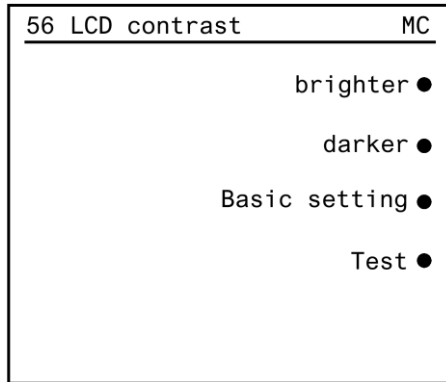 56 LCD contrast MC
brighter
darker
Basic setting
Test